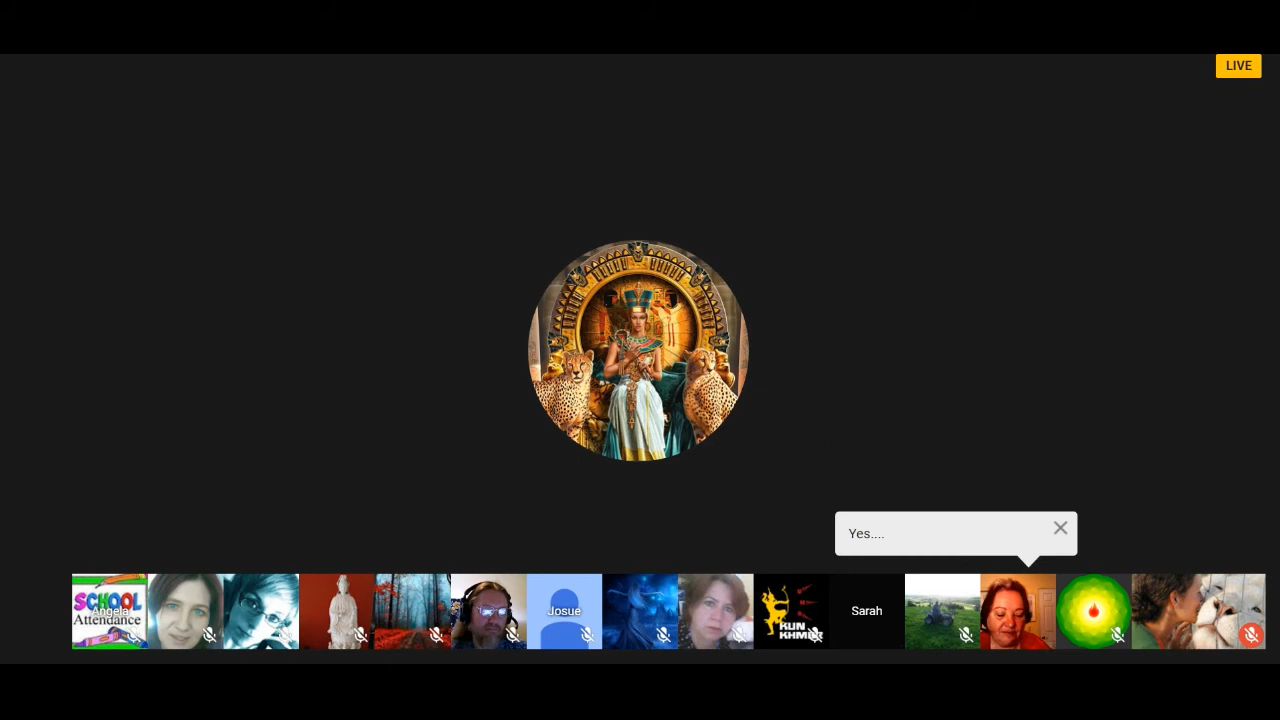 LIVE
Yes....
SCHOOL
Angela
Attendance
Josue
KUN
KHMER
Sarah